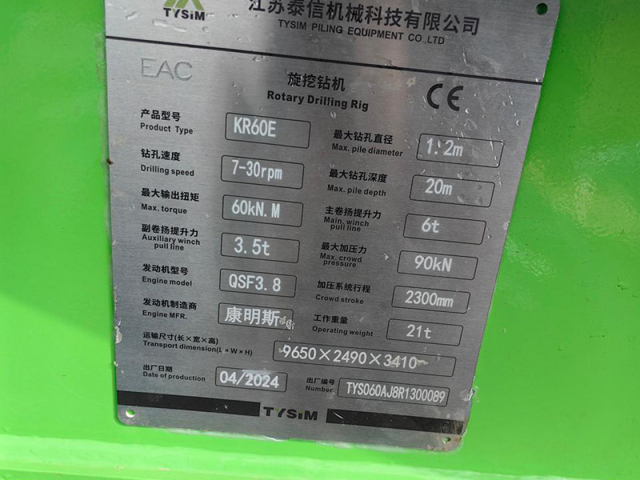 TYSIM
江苏泰信机械科技有限公司
TYSIM PILING EQUIPMENT CO.,LTD
EAC
旋挖钻机
Rotary Drilling Rig
CE
产品型号
Product Type
KR60E
最大钻孔直径
Max. pile diameter
1.2m
钻孔速度
Drilling speed
7-30rpm
最大钻孔深度
Max. pile depth
20m
最大输出扭矩
Max. torque
60kN.M
主卷扬提升力
Main. winch
pull line
6t
副卷扬提升力
Auxiliary winch
pull line
3.5t
最大加压力
Max. crowd
pressure
90kN
发动机型号
Engine model
QSF3.8
加压系统行程
Crowd stroke
2300mm
发动机制造商
Engine MFR.
康明斯
工作重量
Operating weight
21t
运输尺寸(长×宽×高)
Transport dimension(L×W×H)
9650×2490×3410
出厂日期
Date of production
04/2024
出厂编号
Number
TYS060AJ8R1300089
TYSIM